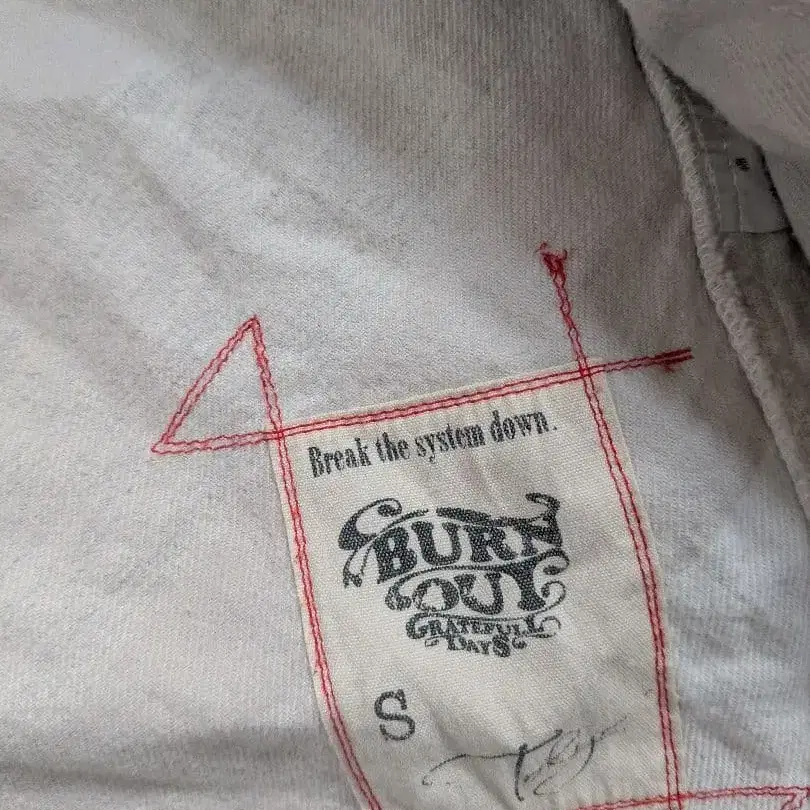 Break the system down.
BURN
OUT
GRATEFULL
DAYS
S